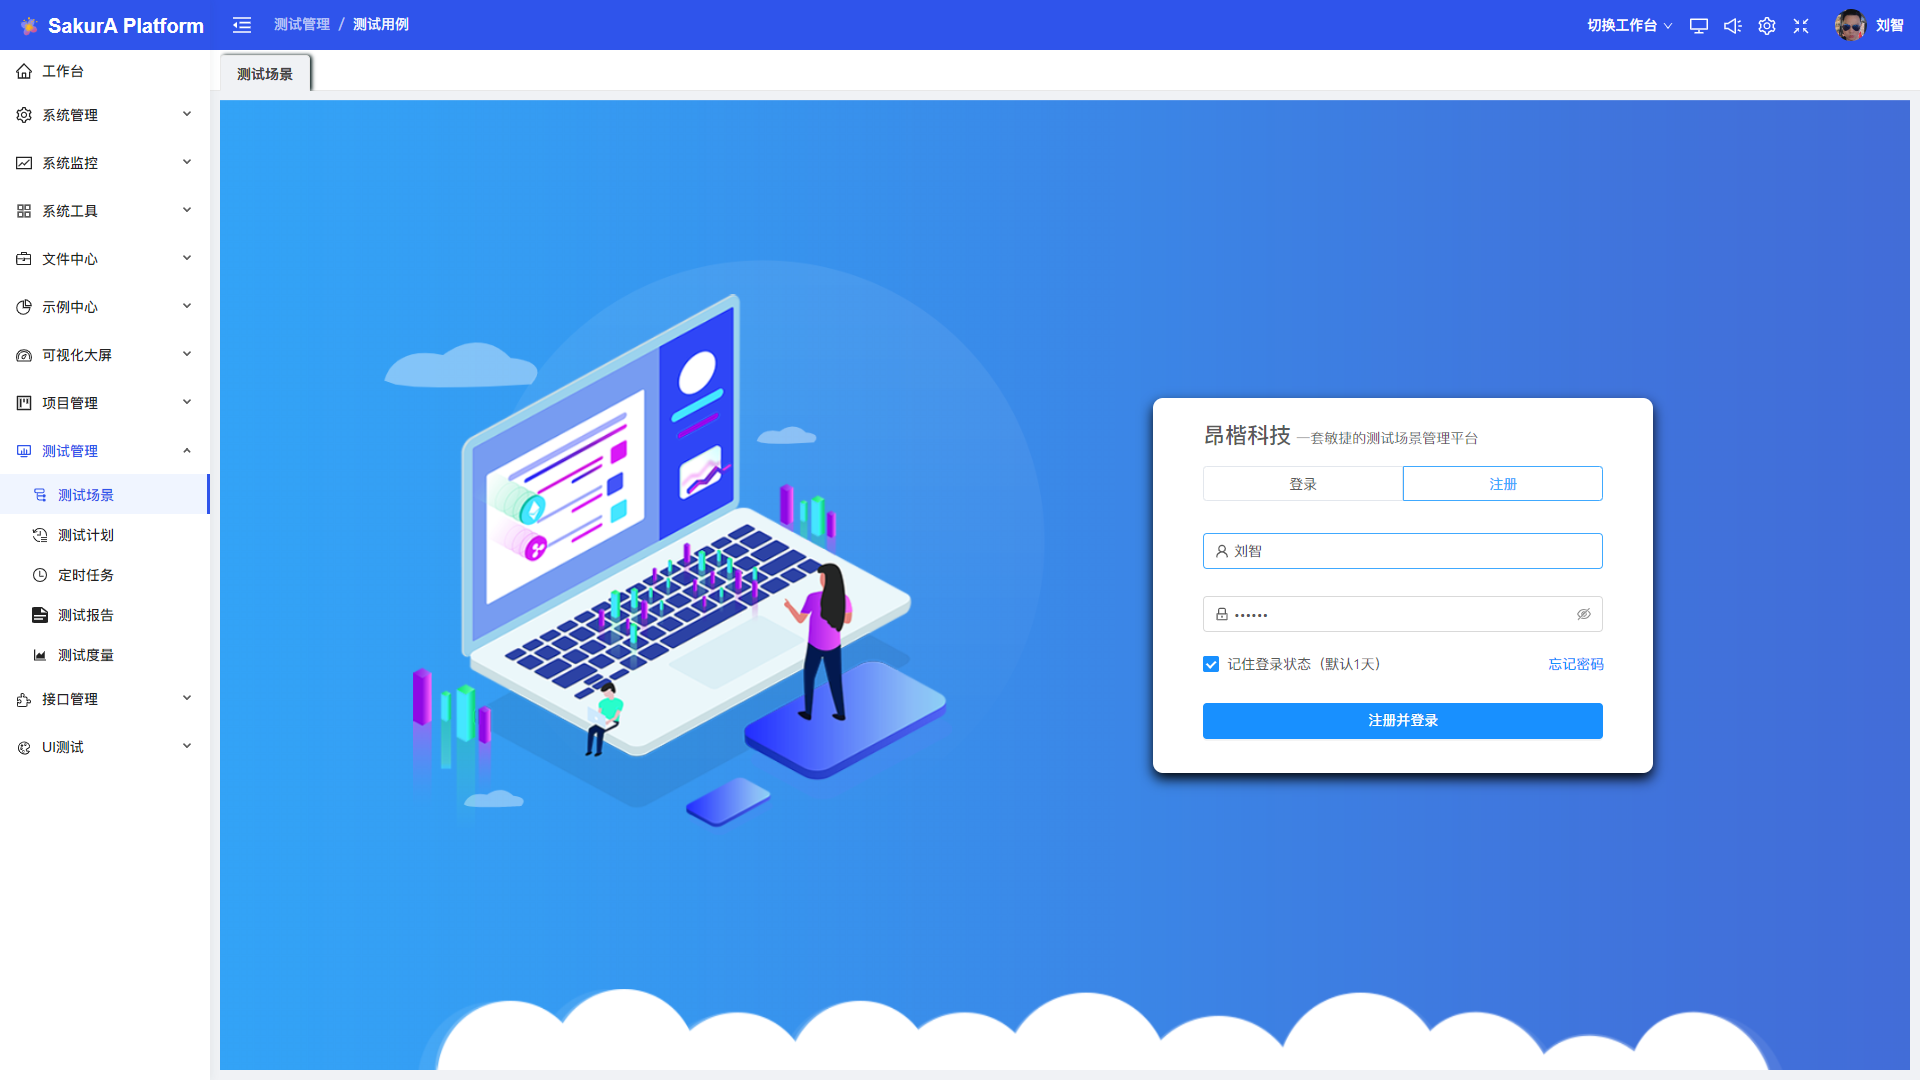 SakurA Platform
测试管理 / 测试用例
切换工作台
刘智
工作台
系统管理
系统监控
系统工具
文件中心
示例中心
可视化大屏
项目管理
测试管理
测试场景
测试计划
定时任务
测试报告
测试度量
接口管理
UI测试
测试场景
昂楷科技 一套敏捷的测试场景管理平台
登录
注册
刘智
••••••
记住登录状态（默认1天）
忘记密码
注册并登录